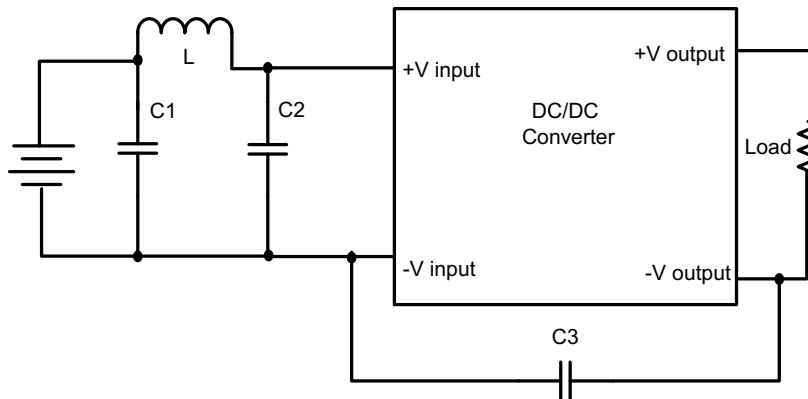 L
C1
C2
+V input
+V output
DC/DC
Converter
Load
-V input
-V output
C3